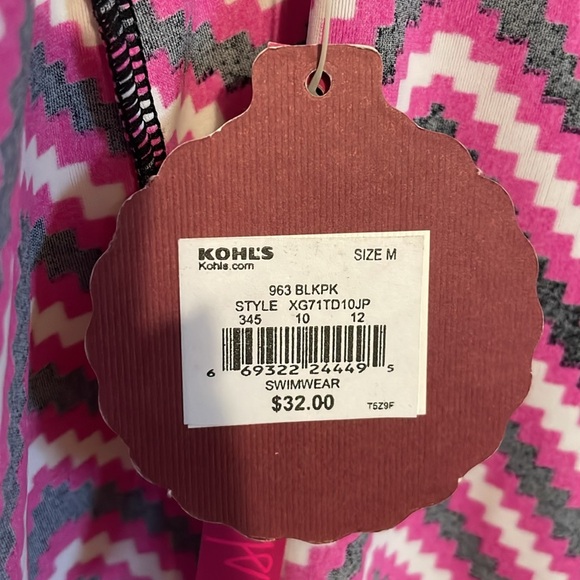 KOHL'S SIZE M
Kohls.com
963 BLKPK
STYLE XG71TD10JP
345 10 12
6 69322 24449 5
SWIMWEAR
$32.00 T5Z9F